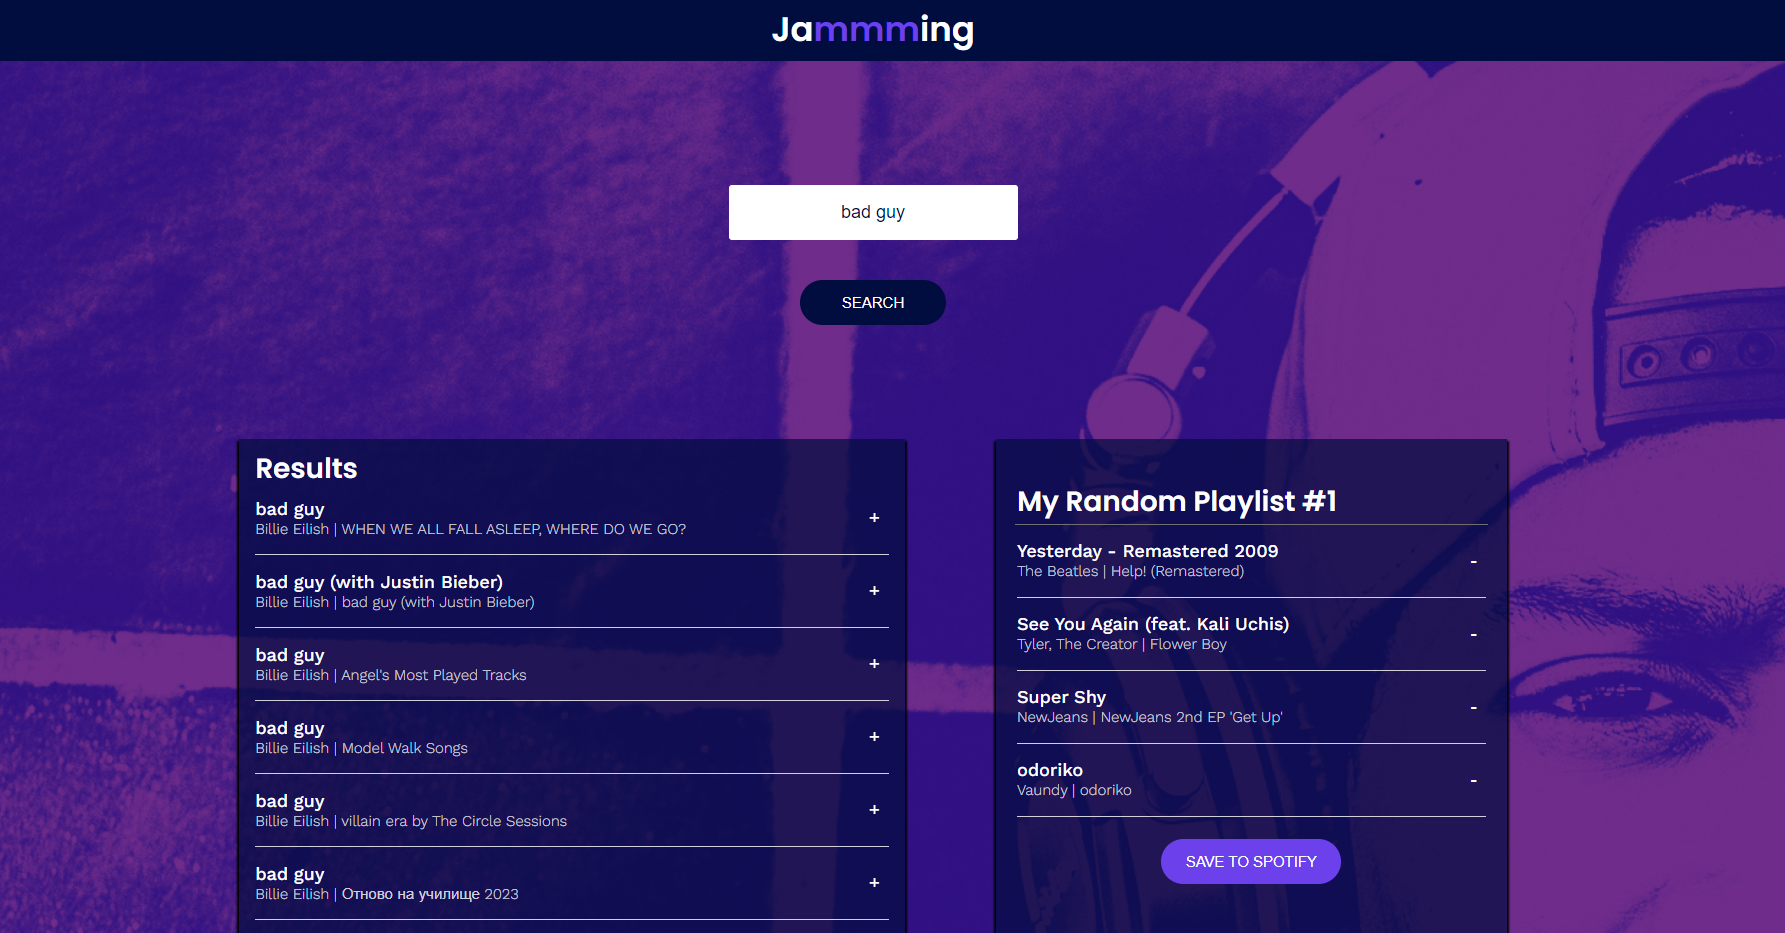 Jammming
bad guy
SEARCH
Results
bad guy
Billie Eilish | WHEN WE ALL FALL ASLEEP, WHERE DO WE GO?
+
bad guy (with Justin Bieber)
Billie Eilish | bad guy (with Justin Bieber)
+
bad guy
Billie Eilish | Angel's Most Played Tracks
+
bad guy
Billie Eilish | Model Walk Songs
+
bad guy
Billie Eilish | villain era by The Circle Sessions
+
bad guy
Billie Eilish | Отново на училище 2023
+
My Random Playlist #1
Yesterday - Remastered 2009
The Beatles | Help! (Remastered)
-
See You Again (feat. Kali Uchis)
Tyler, The Creator | Flower Boy
-
Super Shy
NewJeans | NewJeans 2nd EP 'Get Up'
-
odoriko
Vaundy | odoriko
-
SAVE TO SPOTIFY